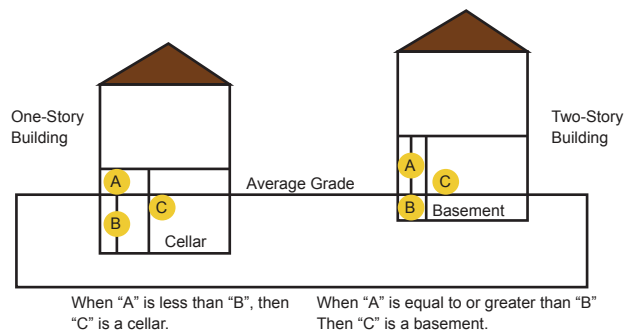 One-Story
Building
Two-Story
Building
A
A
C
Average Grade
B
C
B
Basement
Cellar
When “A” is less than “B”, then
“C” is a cellar.
When “A” is equal to or greater than “B”
Then “C” is a basement.